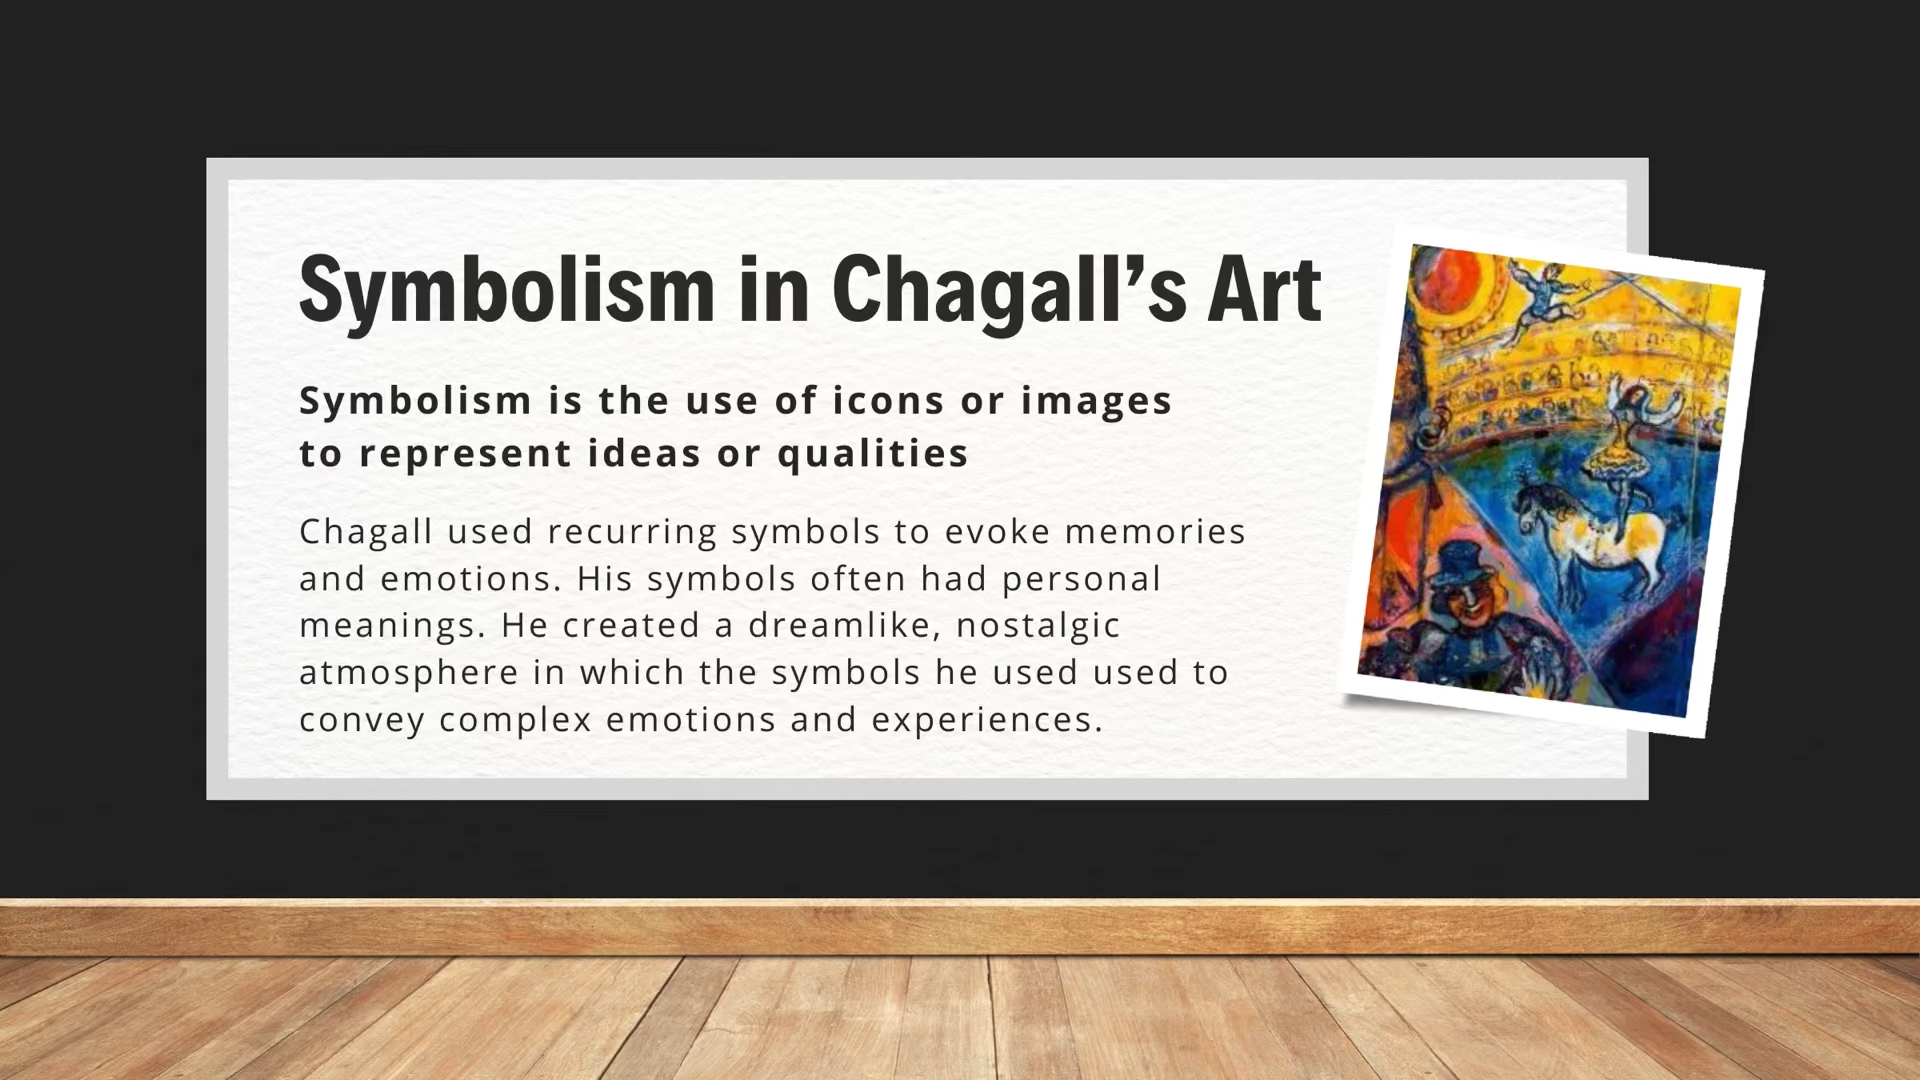 Symbolism in Chagall’s Art
Symbolism is the use of icons or images
to represent ideas or qualities
Chagall used recurring symbols to evoke memories
and emotions. His symbols often had personal
meanings. He created a dreamlike, nostalgic
atmosphere in which the symbols he used used to
convey complex emotions and experiences.